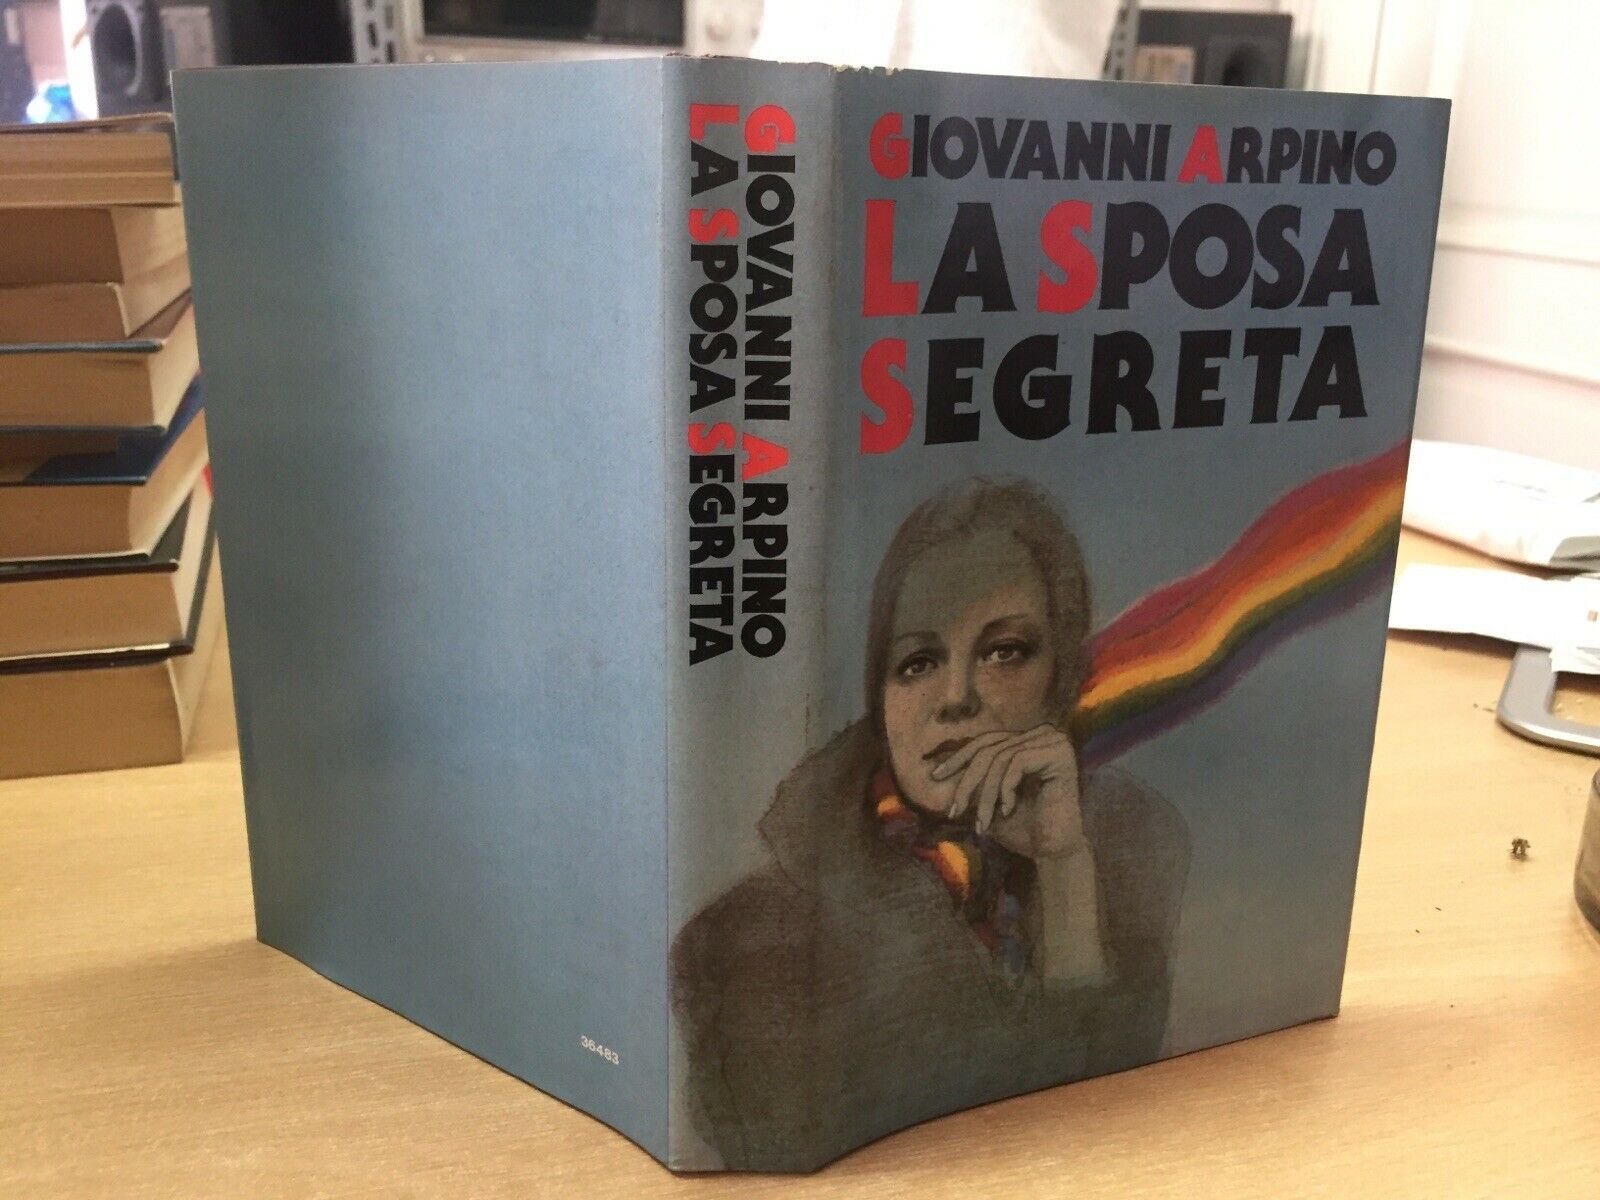 GIOVANNI ARPINO
LA SPOSA SEGRETA
36483
GIOVANNI ARPINO
LA SPOSA
SEGRETA